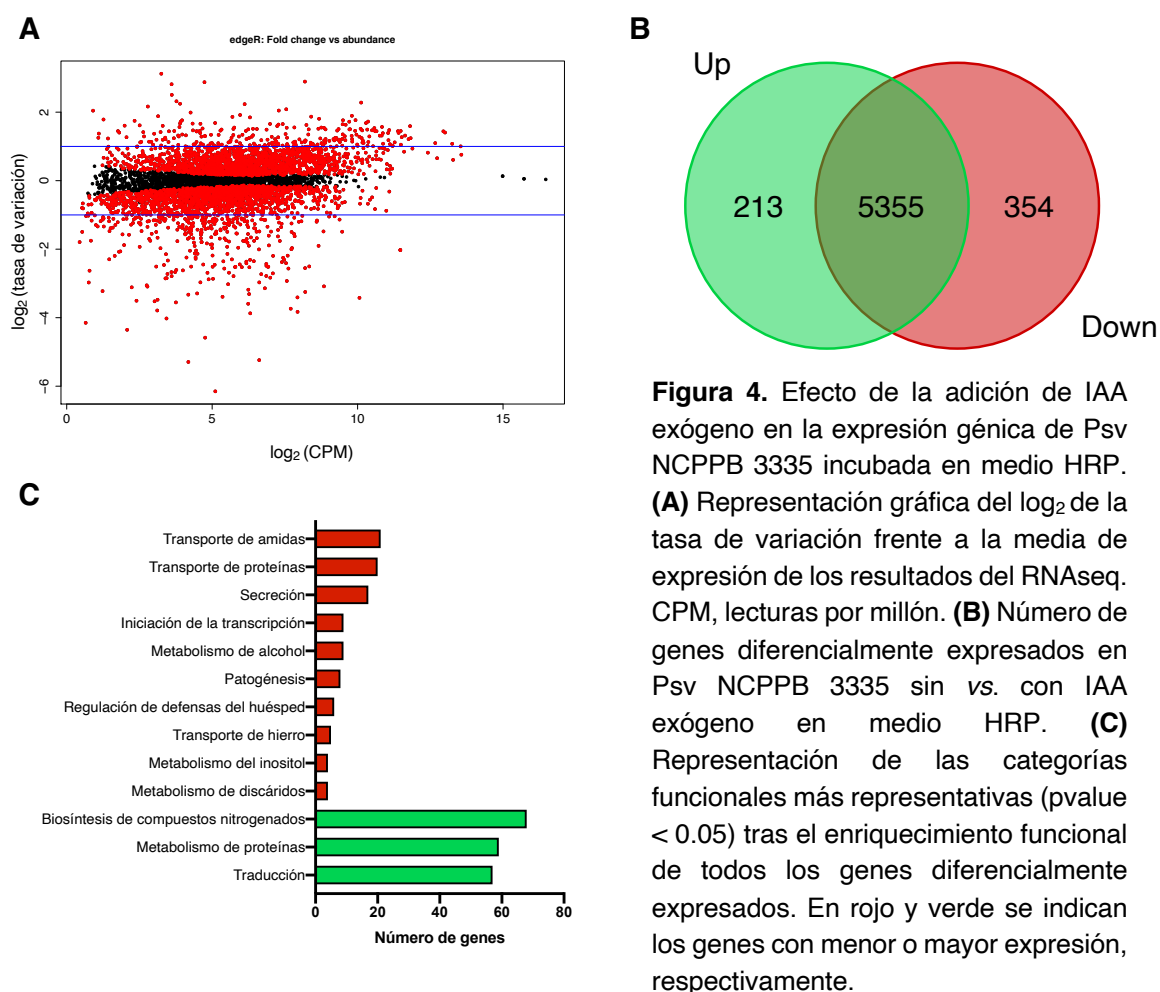 A
edgeR: Fold change vs abundance
log2 (tasa de variación)
2
0
−2
−4
−6
0 5 10 15
log2 (CPM)
B
Up
213 5355 354
Down
C
Transporte de amidas
Transporte de proteínas
Secreción
Iniciación de la transcripción
Metabolismo de alcohol
Patogénesis
Regulación de defensas del huésped
Transporte de hierro
Metabolismo del inositol
Metabolismo de discáridos
Biosíntesis de compuestos nitrogenados
Metabolismo de proteínas
Traducción
0 20 40 60 80
Número de genes
Figura 4. Efecto de la adición de IAA
exógeno en la expresión génica de Psv
NCPPB 3335 incubada en medio HRP.
(A) Representación gráfica del log2 de la
tasa de variación frente a la media de
expresión de los resultados del RNAseq.
CPM, lecturas por millón. (B) Número de
genes diferencialmente expresados en
Psv NCPPB 3335 sin vs. con IAA
exógeno en medio HRP. (C)
Representación de las categorías
funcionales más representativas (pvalue
< 0.05) tras el enriquecimiento funcional
de todos los genes diferencialmente
expresados. En rojo y verde se indican
los genes con menor o mayor expresión,
respectivamente.